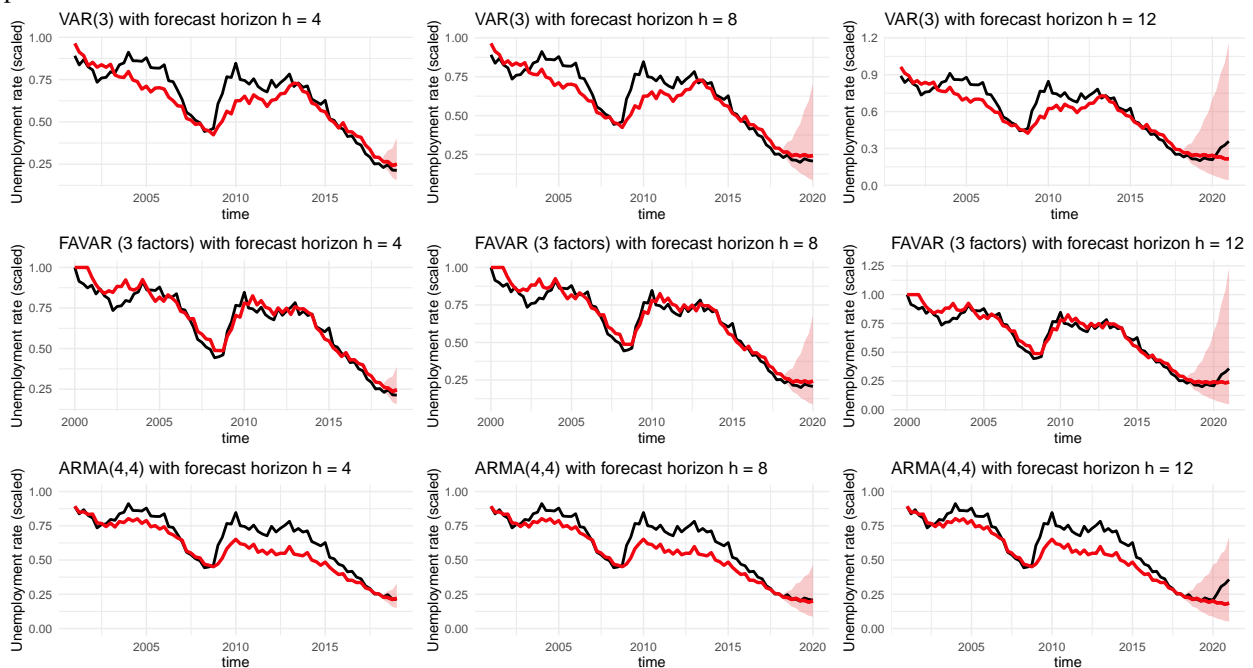 VAR(3) with forecast horizon h = 4
Unemployment rate (scaled)
1.00
0.75
0.50
0.25
2005
2010
2015
time
VAR(3) with forecast horizon h = 8
Unemployment rate (scaled)
1.00
0.75
0.50
0.25
2005
2010
2015
2020
time
VAR(3) with forecast horizon h = 12
Unemployment rate (scaled)
1.2
0.9
0.6
0.3
0.0
2005
2010
2015
2020
time
FAVAR (3 factors) with forecast horizon h = 4
Unemployment rate (scaled)
1.00
0.75
0.50
0.25
2000
2005
2010
2015
time
FAVAR (3 factors) with forecast horizon h = 8
Unemployment rate (scaled)
1.00
0.75
0.50
0.25
2000
2005
2010
2015
2020
time
FAVAR (3 factors) with forecast horizon h = 12
Unemployment rate (scaled)
1.25
1.00
0.75
0.50
0.25
0.00
2000
2005
2010
2015
2020
time
ARMA(4,4) with forecast horizon h = 4
Unemployment rate (scaled)
1.00
0.75
0.50
0.25
0.00
2005
2010
2015
time
ARMA(4,4) with forecast horizon h = 8
Unemployment rate (scaled)
1.00
0.75
0.50
0.25
0.00
2005
2010
2015
2020
time
ARMA(4,4) with forecast horizon h = 12
Unemployment rate (scaled)
1.00
0.75
0.50
0.25
0.00
2005
2010
2015
2020
time